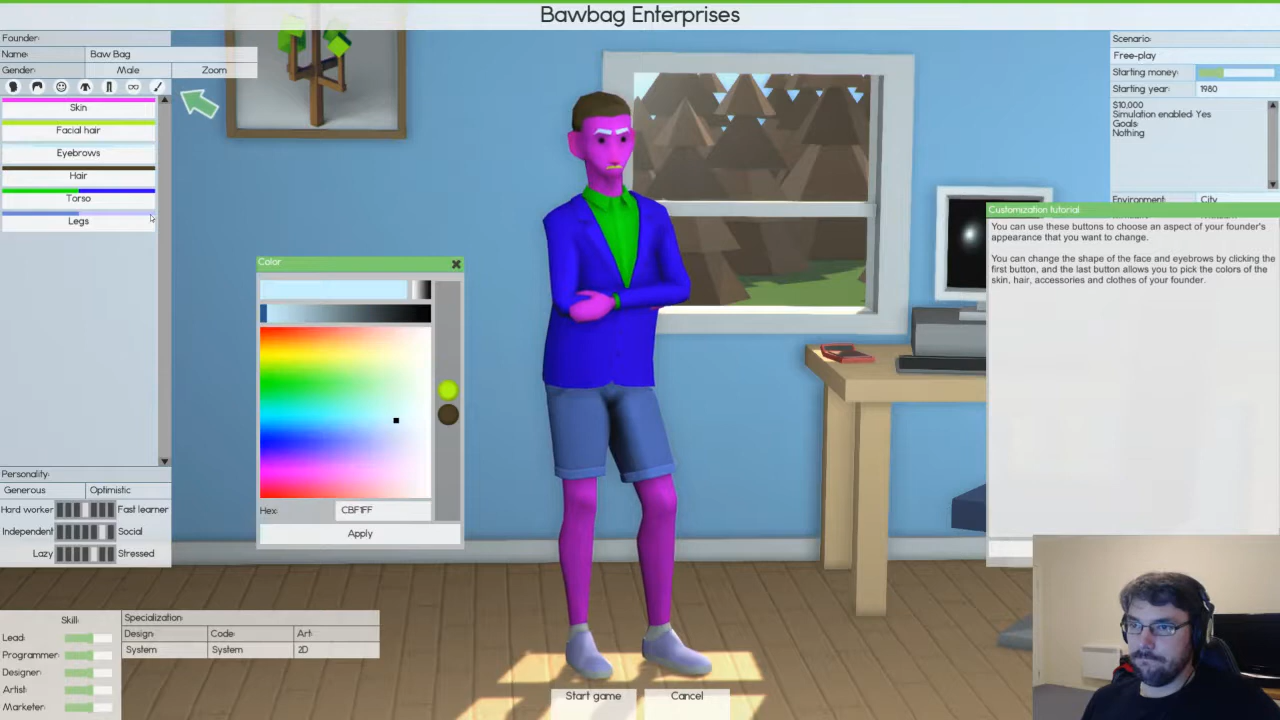 Bawbag Enterprises
Founder:
Name: Baw Bag
Gender: Male Zoom
Skin
Facial hair
Eyebrows
Hair
Torso
Legs
Personality:
Generous Optimistic
Hard worker Fast learner
Independent Social
Lazy Stressed
Skill:
Lead:
Programmer:
Designer:
Artist:
Marketer:
Specialization:
Design: Code: Art:
System System 2D
Color
Hex: CBF1FF
Apply
Start game Cancel
Scenario:
Free-play
Starting money:
Starting year: 1980
$10,000
Simulation enabled: Yes
Goals:
Nothing
Environment: City
Customization tutorial:
You can use these buttons to choose an aspect of your founder's
appearance that you want to change.
You can change the shape of the face and eyebrows by clicking the
first button, and the last button allows you to pick the colors of the
skin, hair, accessories and clothes of your founder.